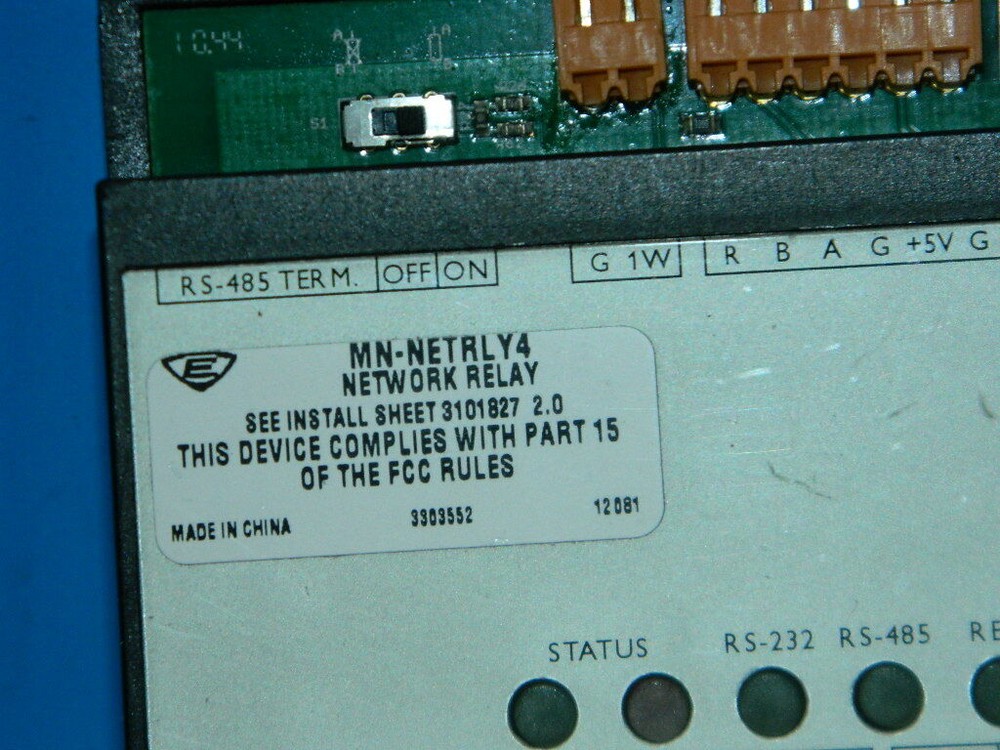 10.44
A
A
B
S1
RS-485 TERM. OFF ON
G 1W
R B A G +5V G
E
MN-NETRLY4
NETWORK RELAY
SEE INSTALL SHEET 3101827 2.0
THIS DEVICE COMPLIES WITH PART 15
OF THE FCC RULES
MADE IN CHINA 3303552 12081
STATUS RS-232 RS-485 RE